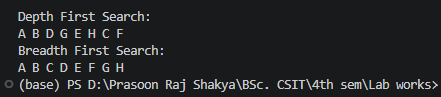 Depth First Search:
A B D G E H C F
Breadth First Search:
A B C D E F G H
(base) PS D:\Prasoon Raj Shakya\BSc. CSIT\4th sem\Lab works>